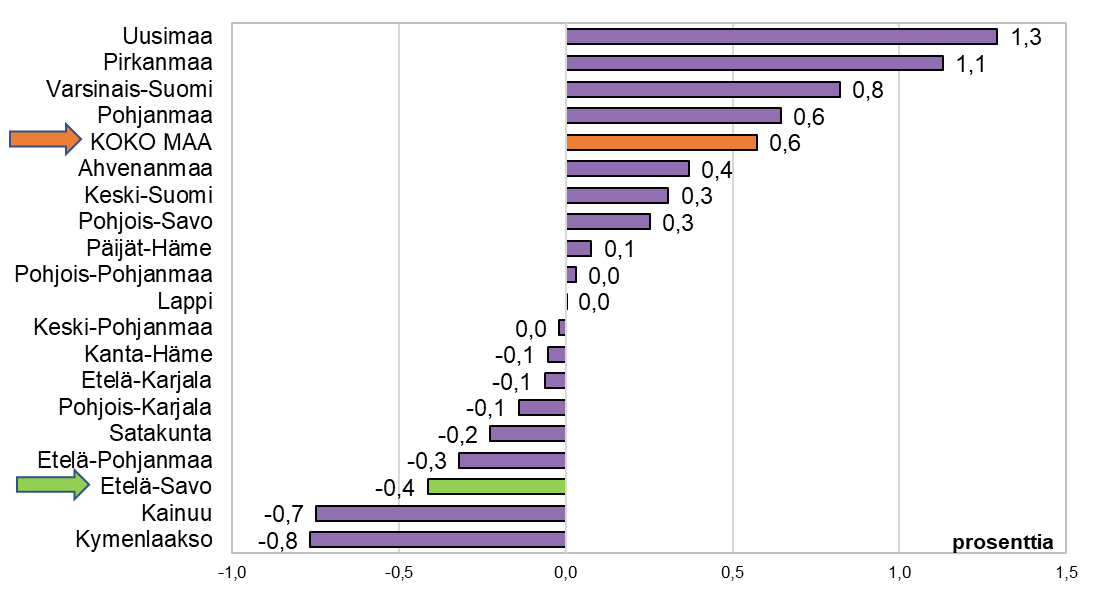 Uusimaa 1,3
Pirkanmaa 1,1
Varsinais-Suomi 0,8
Pohjanmaa 0,6
KOKO MAA 0,6
Ahvenanmaa 0,4
Keski-Suomi 0,3
Pohjois-Savo 0,3
Päijät-Häme 0,1
Pohjois-Pohjanmaa 0,0
Lappi 0,0
Keski-Pohjanmaa 0,0
Kanta-Häme -0,1
Etelä-Karjala -0,1
Pohjois-Karjala -0,1
Satakunta -0,2
Etelä-Pohjanmaa -0,3
Etelä-Savo -0,4
Kainuu -0,7
Kymenlaakso -0,8
prosenttia
-1,0 -0,5 0,0 0,5 1,0 1,5